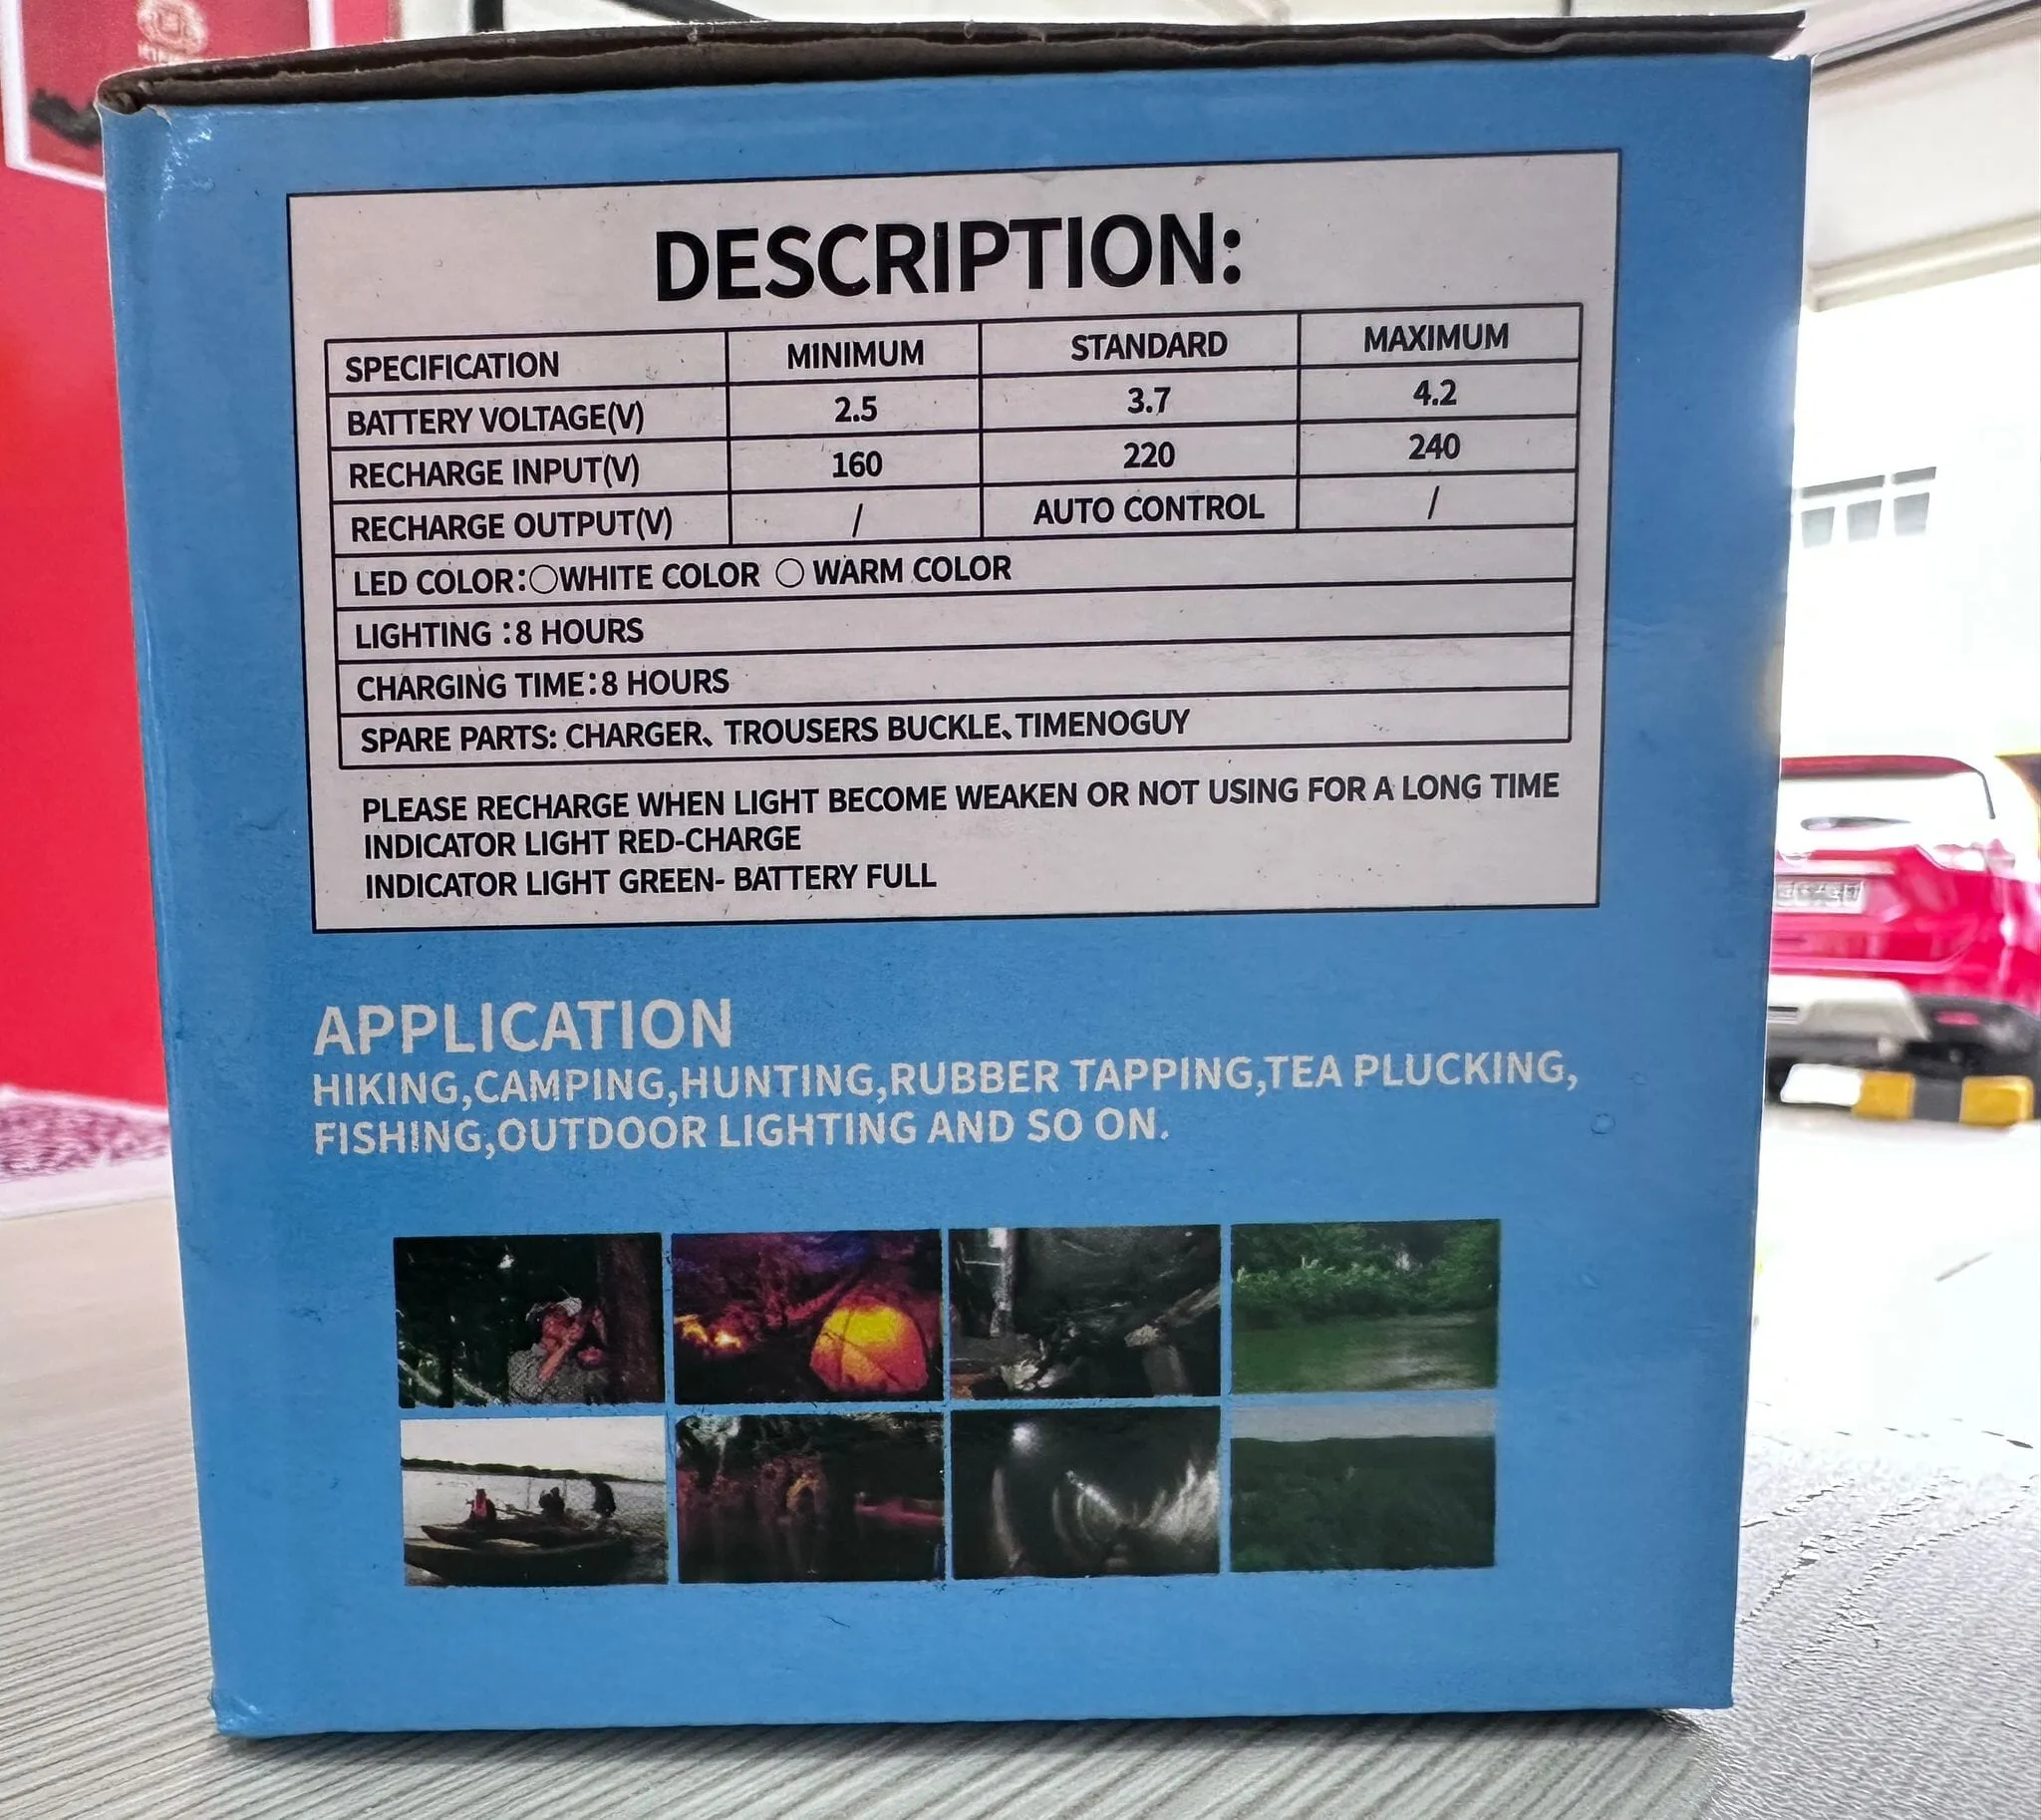 DESCRIPTION:
SPECIFICATION MINIMUM STANDARD MAXIMUM
BATTERY VOLTAGE(V) 2.5 3.7 4.2
RECHARGE INPUT(V) 160 220 240
RECHARGE OUTPUT(V) / AUTO CONTROL /
LED COLOR:○WHITE COLOR ○ WARM COLOR
LIGHTING :8 HOURS
CHARGING TIME:8 HOURS
SPARE PARTS: CHARGER、TROUSERS BUCKLE、TIMENOGUY
PLEASE RECHARGE WHEN LIGHT BECOME WEAKEN OR NOT USING FOR A LONG TIME
INDICATOR LIGHT RED-CHARGE
INDICATOR LIGHT GREEN- BATTERY FULL
APPLICATION
HIKING,CAMPING,HUNTING,RUBBER TAPPING,TEA PLUCKING,
FISHING,OUTDOOR LIGHTING AND SO ON.